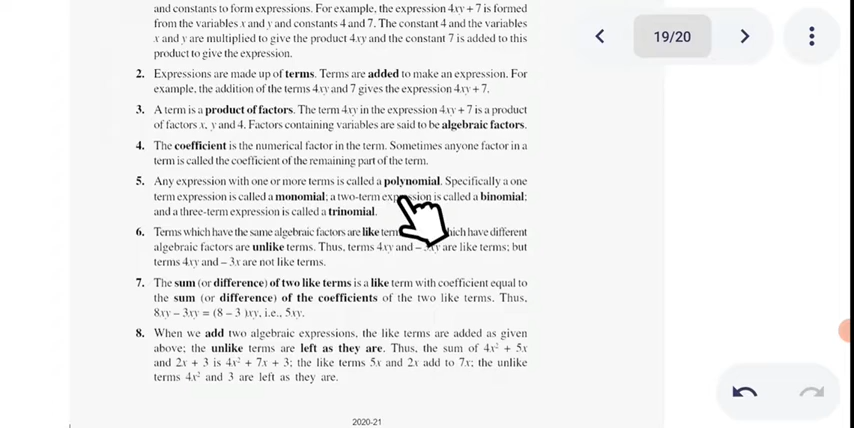 and constants to form expressions. For example, the expression 4xy + 7 is formed
from the variables x and y and constants 4 and 7. The constant 4 and the variables
x and y are multiplied to give the product 4xy and the constant 7 is added to this
product to give the expression.
2. Expressions are made up of terms. Terms are added to make an expression. For
example, the addition of the terms 4xy and 7 gives the expression 4xy + 7.
3. A term is a product of factors. The term 4xy in the expression 4xy + 7 is a product
of factors x, y and 4. Factors containing variables are said to be algebraic factors.
4. The coefficient is the numerical factor in the term. Sometimes anyone factor in a
term is called the coefficient of the remaining part of the term.
5. Any expression with one or more terms is called a polynomial. Specifically a one
term expression is called a monomial; a two-term expression is called a binomial;
and a three-term expression is called a trinomial.
6. Terms which have the same algebraic factors are like which have different
algebraic factors are unlike terms. Thus, terms 4xy and – xy are like terms; but
terms 4xy and – 3x are not like terms.
7. The sum (or difference) of two like terms is a like term with coefficient equal to
the sum (or difference) of the coefficients of the two like terms. Thus,
8xy – 3xy = (8 – 3 )xy, i.e., 5xy.
8. When we add two algebraic expressions, the like terms are added as given
above; the unlike terms are left as they are. Thus, the sum of 4x² + 5x
and 2x + 3 is 4x² + 7x + 3; the like terms 5x and 2x add to 7x; the unlike
terms 4x² and 3 are left as they are.
2020-21
19/20